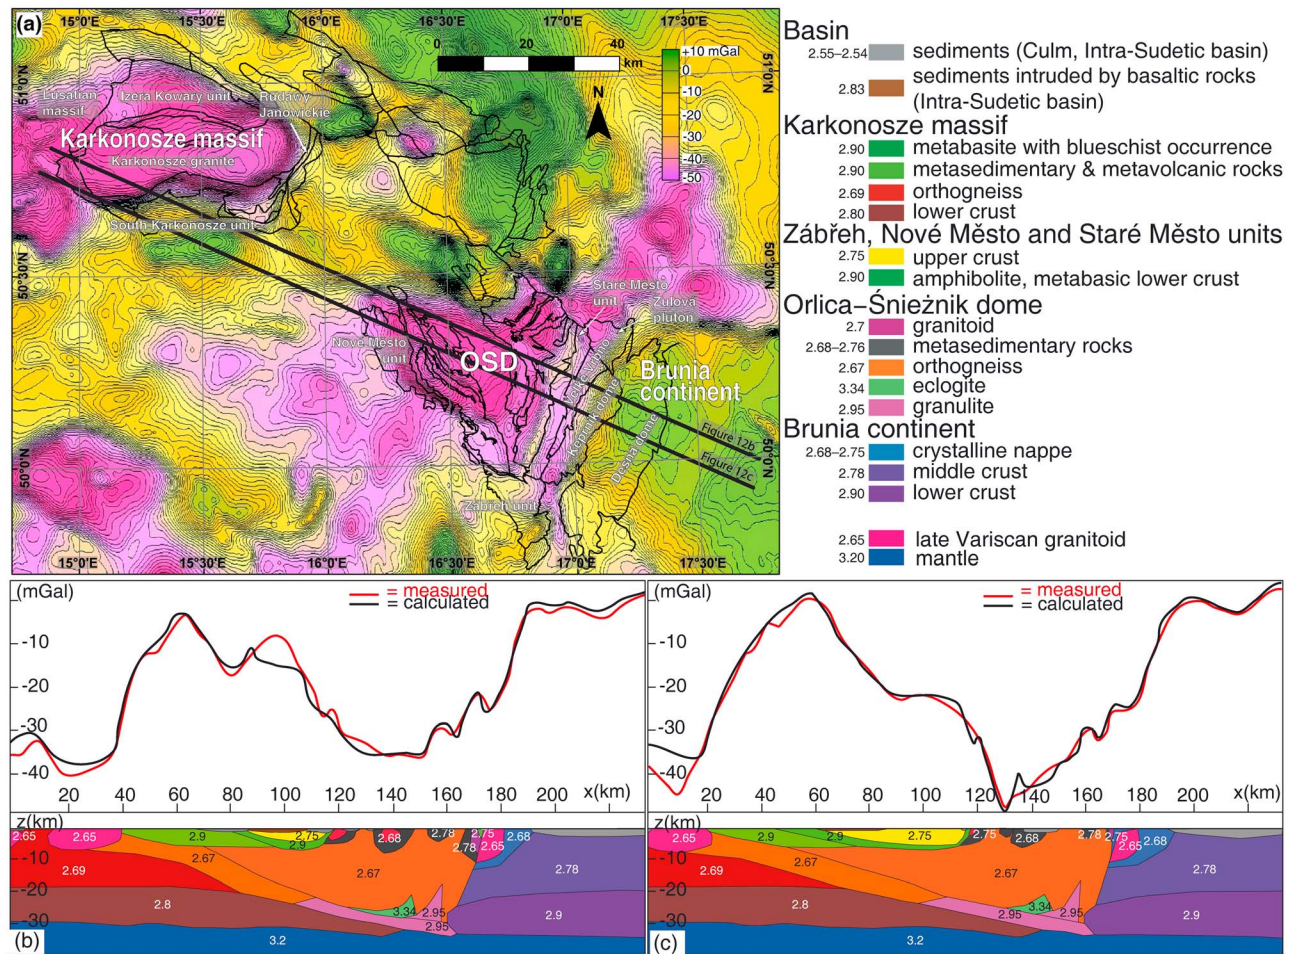 (a)
15°0'E
15°30'E
16°0'E
16°30'E
17°0'E
17°30'E
51°0'N
50°30'N
50°0'N
51°0'N
50°30'N
50°0'N
0 20 40
km
N
+10 mGal
0
-10
-20
-30
-40
-50
Lusatian
massif
Izera Kowary unit
Rudawy
Janowickie
Karkonosze massif
Karkonosze granite
South Karkonosze unit
Staré Město
unit
Žulová
pluton
Nové Město
unit
OSD
Brunia
continent
Keprník dome
Desná dome
Figure 12b
Figure 12c
Zábřeh unit
15°0'E
15°30'E
16°0'E
16°30'E
17°0'E
17°30'E
Basin
2.55–2.54 sediments (Culm, Intra-Sudetic basin)
2.83 sediments intruded by basaltic rocks
(Intra-Sudetic basin)
Karkonosze massif
2.90 metabasite with blueschist occurrence
2.90 metasedimentary & metavolcanic rocks
2.69 orthogneiss
2.80 lower crust
Zábřeh, Nové Město and Staré Město units
2.75 upper crust
2.90 amphibolite, metabasic lower crust
Orlica–Śnieżnik dome
2.7 granitoid
2.68–2.76 metasedimentary rocks
2.67 orthogneiss
3.34 eclogite
2.95 granulite
Brunia continent
2.68–2.75 crystalline nappe
2.78 middle crust
2.90 lower crust
2.65 late Variscan granitoid
3.20 mantle
(mGal)
= measured
= calculated
-10
-20
-30
-40
20 40 60 80 100 120 140 160 180 200 x(km)
z(km)
-10
-20
-30
2.65 2.65 2.9 2.75 2.9 2.68 2.78 2.78 2.75 2.65 2.68
2.67 2.69 2.67 2.78
2.8 3.34 2.95 2.95 2.9
3.2
(b)
(mGal)
= measured
= calculated
-10
-20
-30
-40
20 40 60 80 100 120 140 160 180 200 x(km)
z(km)
-10
-20
-30
2.65 2.9 2.9 2.75 2.75 2.68 2.78 2.75 2.65 2.68
2.67 2.69 2.67 2.78
2.8 3.34 2.95 2.95 2.9
3.2
(c)